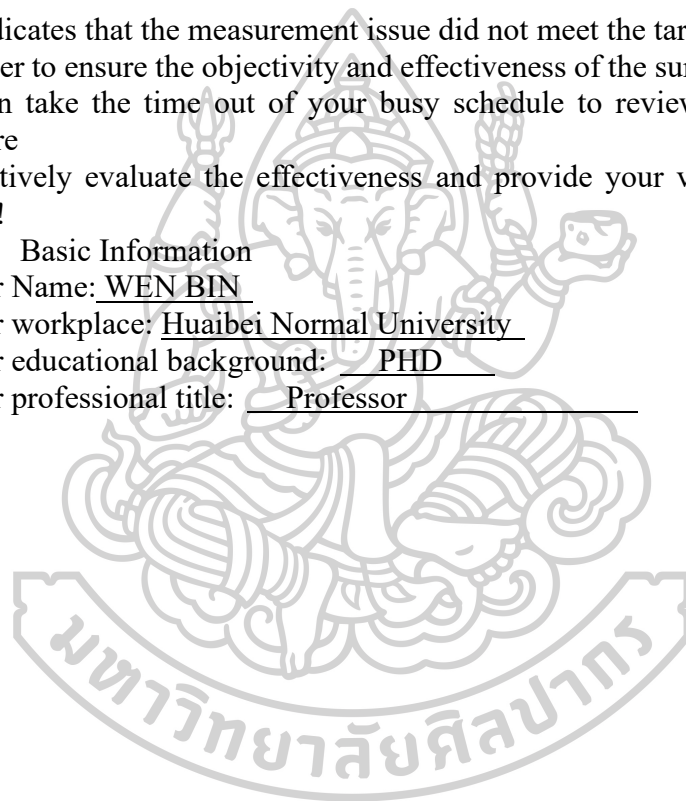 dicates that the measurement issue did not meet the tar
er to ensure the objectivity and effectiveness of the su
n take the time out of your busy schedule to review
re
tively evaluate the effectiveness and provide your v
!
Basic Information
r Name: WEN BIN
r workplace: Huaibei Normal University
r educational background: PHD
r professional title: Professor
มหาวิทยาลัยศิลปากร